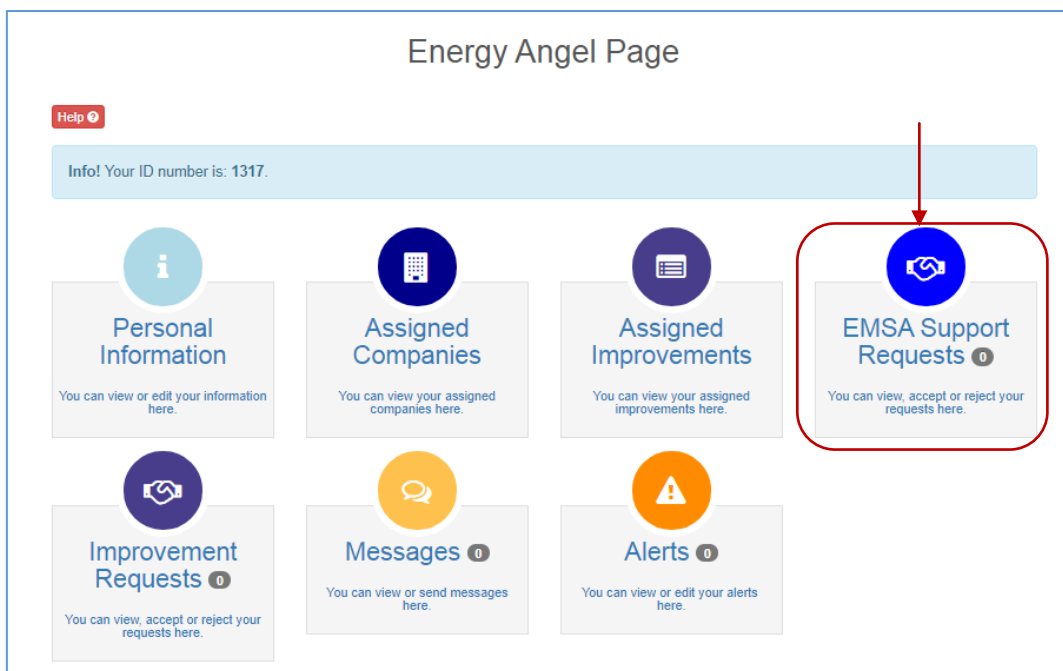 Energy Angel Page
Help
Info! Your ID number is: 1317.
Personal
Information
You can view or edit your information
here.
Assigned
Companies
You can view your assigned
companies here.
Assigned
Improvements
You can view your assigned
improvements here.
EMSA Support
Requests 0
You can view, accept or reject your
requests here.
Improvement
Requests 0
You can view, accept or reject your
requests here.
Messages 0
You can view or send messages
here.
Alerts 0
You can view or edit your alerts
here.